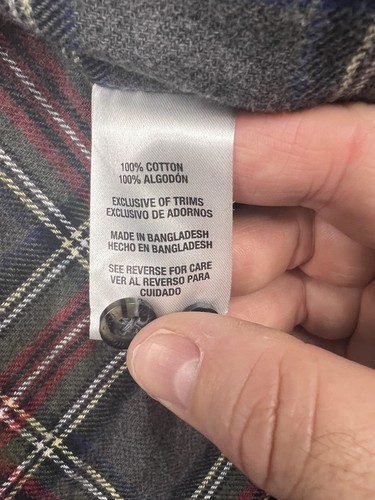 100% COTTON
100% ALGODÓN
EXCLUSIVE OF TRIMS
EXCLUSIVO DE ADORNOS
MADE IN BANGLADESH
HECHO EN BANGLADESH
SEE REVERSE FOR CARE
VER AL REVERSO PARA
CUIDADO